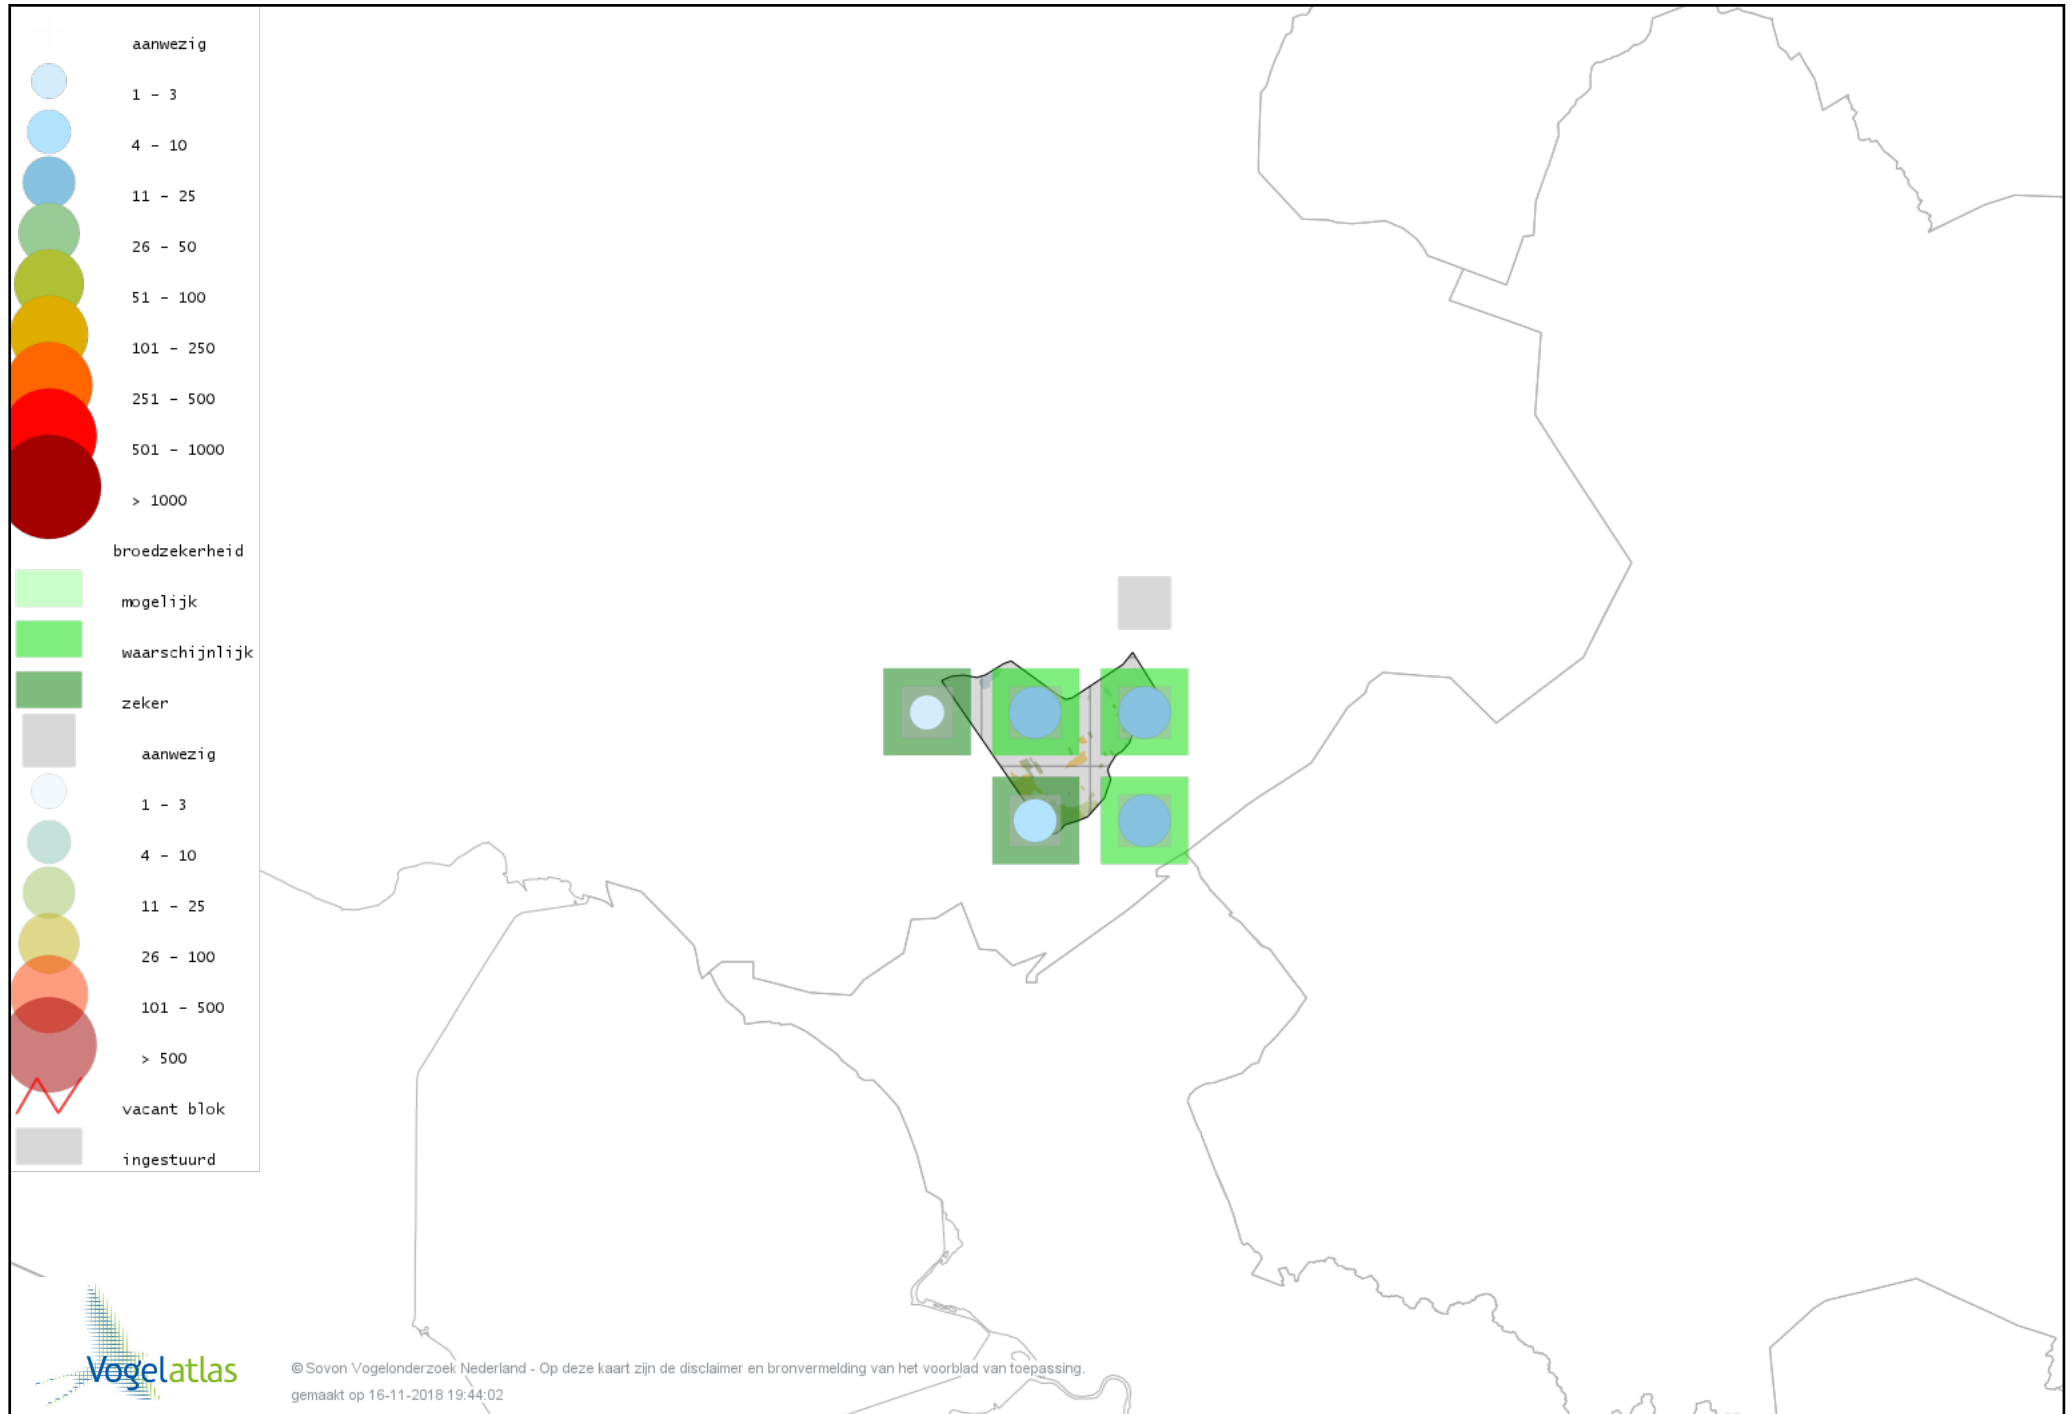 aanwezig
1 - 3
4 - 10
11 - 25
26 - 50
51 - 100
101 - 250
251 - 500
501 - 1000
> 1000
broedzekerheid
mogelijk
waarschijnlijk
zeker
aanwezig
1 - 3
4 - 10
11 - 25
26 - 100
101 - 500
> 500
vacant blok
ingestuurd
Vogelatlas
© Sovon Vogelonderzoek Nederland - Op deze kaart zijn de disclaimer en bronvermelding van het voorblad van toepassing.
gemaakt op 16-11-2018 19:44:02